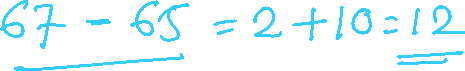 67 - 65 = 2 + 10 = 12